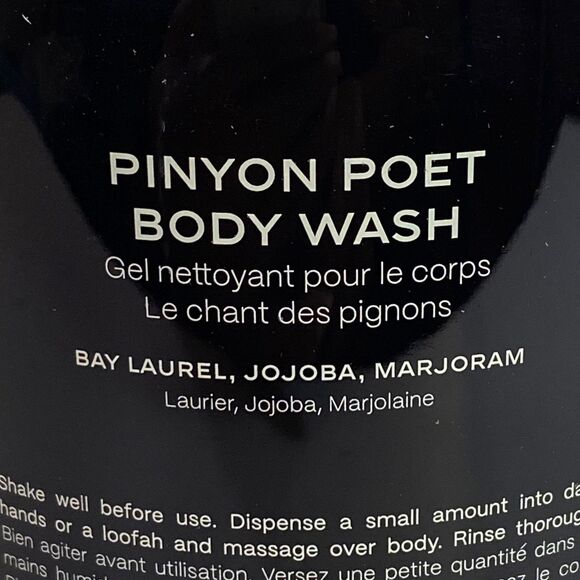 PINYON POET
BODY WASH
Gel nettoyant pour le corps
Le chant des pignons
BAY LAUREL, JOJOBA, MARJORAM
Laurier, Jojoba, Marjolaine
Shake well before use. Dispense a small amount into
hands or a loofah and massage over body. Rinse
Bien agiter avant utilisation. Versez une petite quantité dans
mains